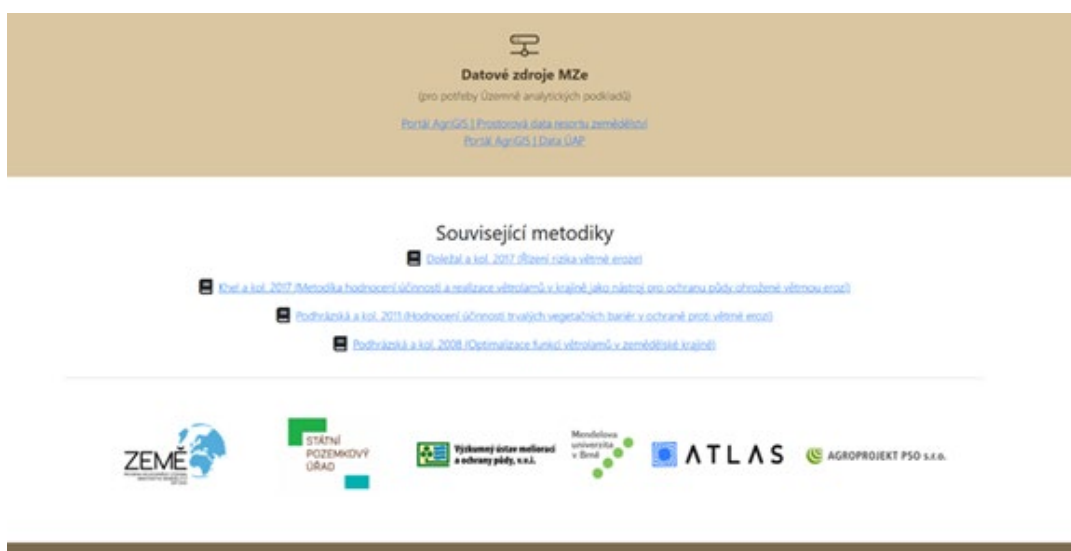 Datové zdroje MZe
(pro potřeby Územně analytických podkladů)
Portál AgriGIS | Prostorová data resortu zemědělství
Portál AgriGIS | Data ÚAP
Související metodiky
Doležal a kol. 2017 (Řízení rizika větrné eroze)
Khel a kol. 2017 (Metodika hodnocení účinnosti a realizace větrolamů v krajině jako nástroj pro ochranu půdy ohrožené větrnou erozí)
Podhrázská a kol. 2011 (Hodnocení účinnosti trvalých vegetačních bariér v ochraně proti větrné erozi)
Podhrázská a kol. 2008 (Optimalizace funkcí větrolamů v zemědělské krajině)
ZEMĚ
STÁTNÍ
POZEMKOVÝ
ÚŘAD
Výzkumný ústav meliorací
a ochrany půdy, v.v.i.
Mendelova
univerzita
v Brně
ATLAS
AGROPROJEKT PSO s.r.o.